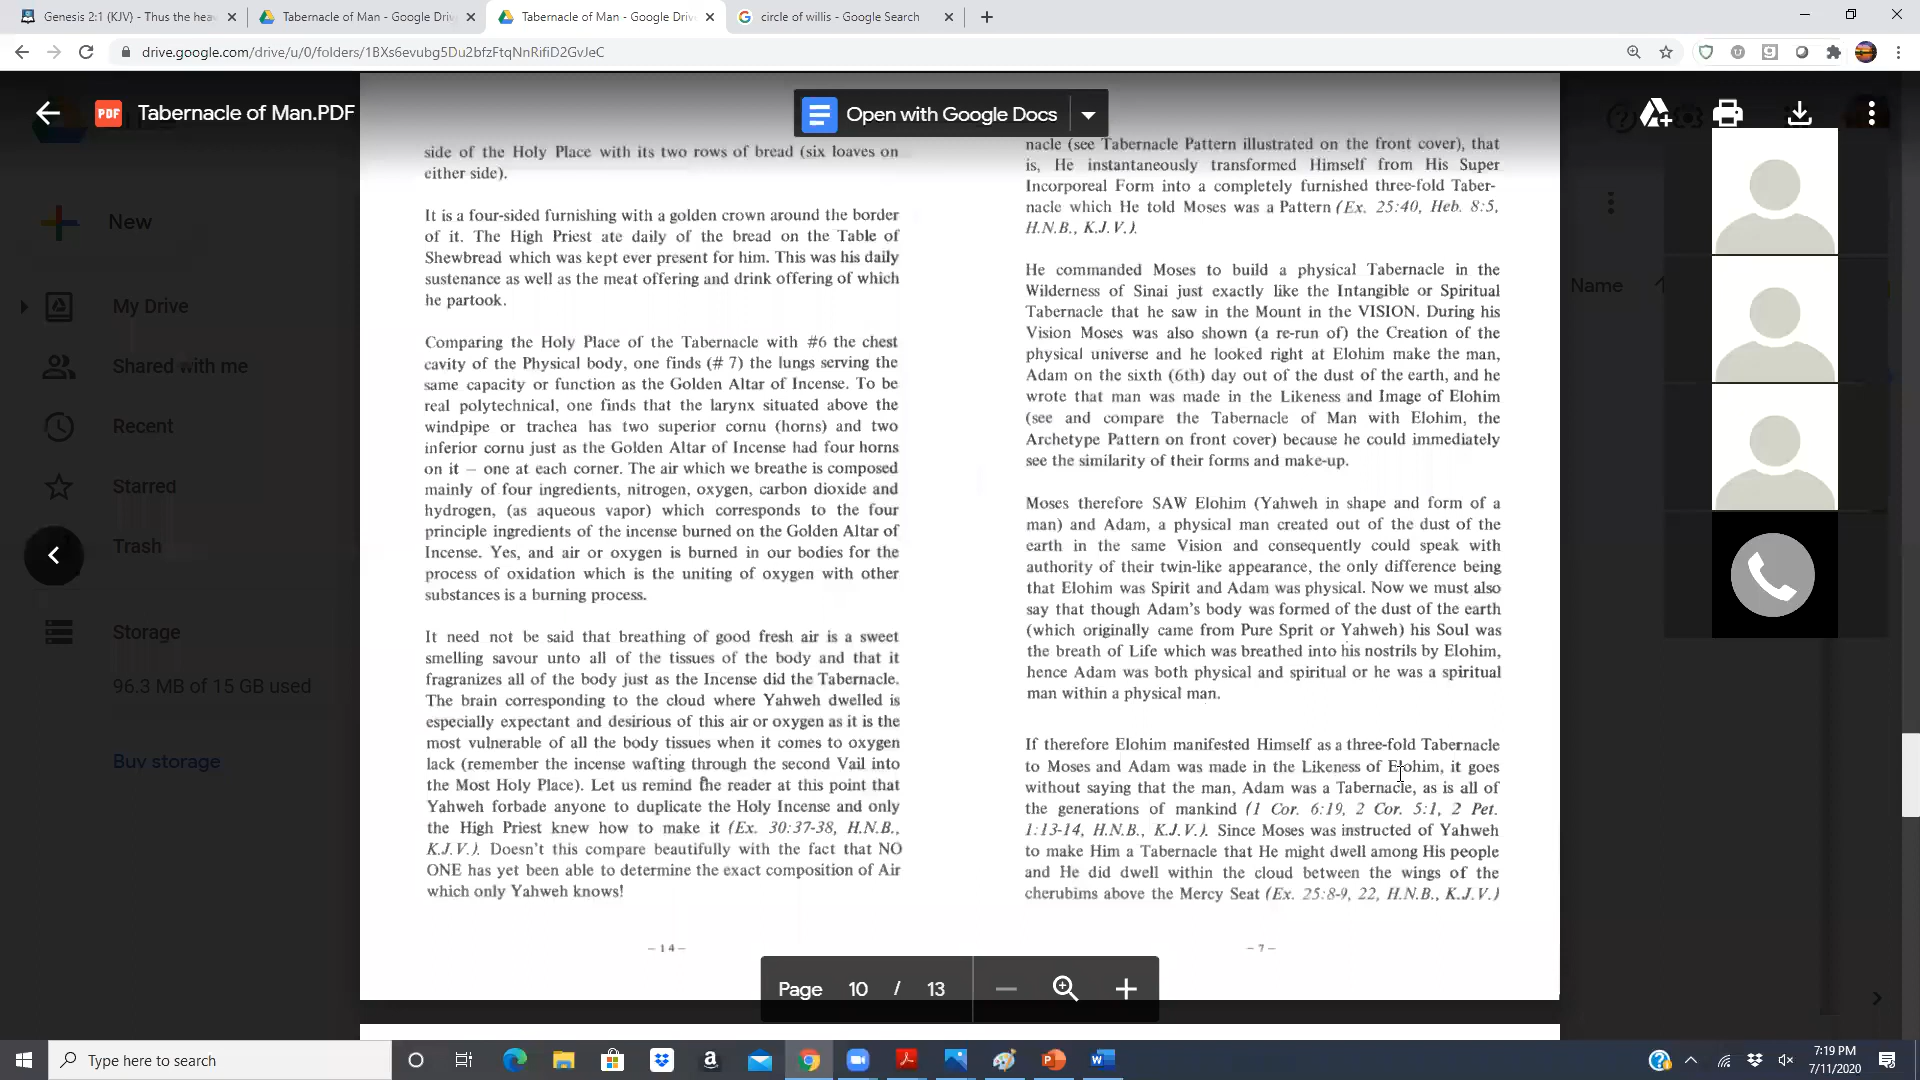 Genesis 2:1 (KJV) - Thus the hea
Tabernacle of Man - Google Driv
Tabernacle of Man - Google Driv
circle of willis - Google Search
drive.google.com/drive/u/0/folders/1BXs6evubg5Du2bfzFtqNnRifiD2GvJeC
PDF
Tabernacle of Man.PDF
Open with Google Docs
New
My Drive
Shared with me
Recent
Starred
Trash
Storage
96.3 MB of 15 GB used
Buy storage
Name
side of the Holy Place with its two rows of bread (six loaves on
either side).
It is a four-sided furnishing with a golden crown around the border
of it. The High Priest ate daily of the bread on the Table of
Shewbread which was kept ever present for him. This was his daily
sustenance as well as the meat offering and drink offering of which
he partook.
Comparing the Holy Place of the Tabernacle with #6 the chest
cavity of the Physical body, one finds (# 7) the lungs serving the
same capacity or function as the Golden Altar of Incense. To be
real polytechnical, one finds that the larynx situated above the
windpipe or trachea has two superior cornu (horns) and two
inferior cornu just as the Golden Altar of Incense had four horns
on it — one at each corner. The air which we breathe is composed
mainly of four ingredients, nitrogen, oxygen, carbon dioxide and
hydrogen, (as aqueous vapor) which corresponds to the four
principle ingredients of the incense burned on the Golden Altar of
Incense. Yes, and air or oxygen is burned in our bodies for the
process of oxidation which is the uniting of oxygen with other
substances is a burning process.
It need not be said that breathing of good fresh air is a sweet
smelling savour unto all of the tissues of the body and that it
fragranizes all of the body just as the Incense did the Tabernacle.
The brain corresponding to the cloud where Yahweh dwelled is
especially expectant and desirious of this air or oxygen as it is the
most vulnerable of all the body tissues when it comes to oxygen
lack (remember the incense wafting through the second Vail into
the Most Holy Place). Let us remind the reader at this point that
Yahweh forbade anyone to duplicate the Holy Incense and only
the High Priest knew how to make it (Ex. 30:37-38, H.N.B.,
K.J.V.). Doesn't this compare beautifully with the fact that NO
ONE has yet been able to determine the exact composition of Air
which only Yahweh knows!
— 1 4 —
nacle (see Tabernacle Pattern illustrated on the front cover), that
is, He instantaneously transformed Himself from His Super
Incorporeal Form into a completely furnished three-fold Taber-
nacle which He told Moses was a Pattern (Ex. 25:40, Heb. 8:5,
H.N.B., K.J.V.).
He commanded Moses to build a physical Tabernacle in the
Wilderness of Sinai just exactly like the Intangible or Spiritual
Tabernacle that he saw in the Mount in the VISION. During his
Vision Moses was also shown (a re-run of) the Creation of the
physical universe and he looked right at Elohim make the man,
Adam on the sixth (6th) day out of the dust of the earth, and he
wrote that man was made in the Likeness and Image of Elohim
(see and compare the Tabernacle of Man with Elohim, the
Archetype Pattern on front cover) because he could immediately
see the similarity of their forms and make-up.
Moses therefore SAW Elohim (Yahweh in shape and form of a
man) and Adam, a physical man created out of the dust of the
earth in the same Vision and consequently could speak with
authority of their twin-like appearance, the only difference being
that Elohim was Spirit and Adam was physical. Now we must also
say that though Adam's body was formed of the dust of the earth
(which originally came from Pure Sprit or Yahweh) his Soul was
the breath of Life which was breathed into his nostrils by Elohim,
hence Adam was both physical and spiritual or he was a spiritual
man within a physical man.
If therefore Elohim manifested Himself as a three-fold Tabernacle
to Moses and Adam was made in the Likeness of Elohim, it goes
without saying that the man, Adam was a Tabernacle, as is all of
the generations of mankind (1 Cor. 6:19, 2 Cor. 5:1, 2 Pet.
1:13-14, H.N.B., K.J.V.). Since Moses was instructed of Yahweh
to make Him a Tabernacle that He might dwell among His people
and He did dwell within the cloud between the wings of the
cherubims above the Mercy Seat (Ex. 25:8-9, 22, H.N.B., K.J.V.)
— 7 —
Page 10 / 13
Type here to search
7:19 PM
7/11/2020